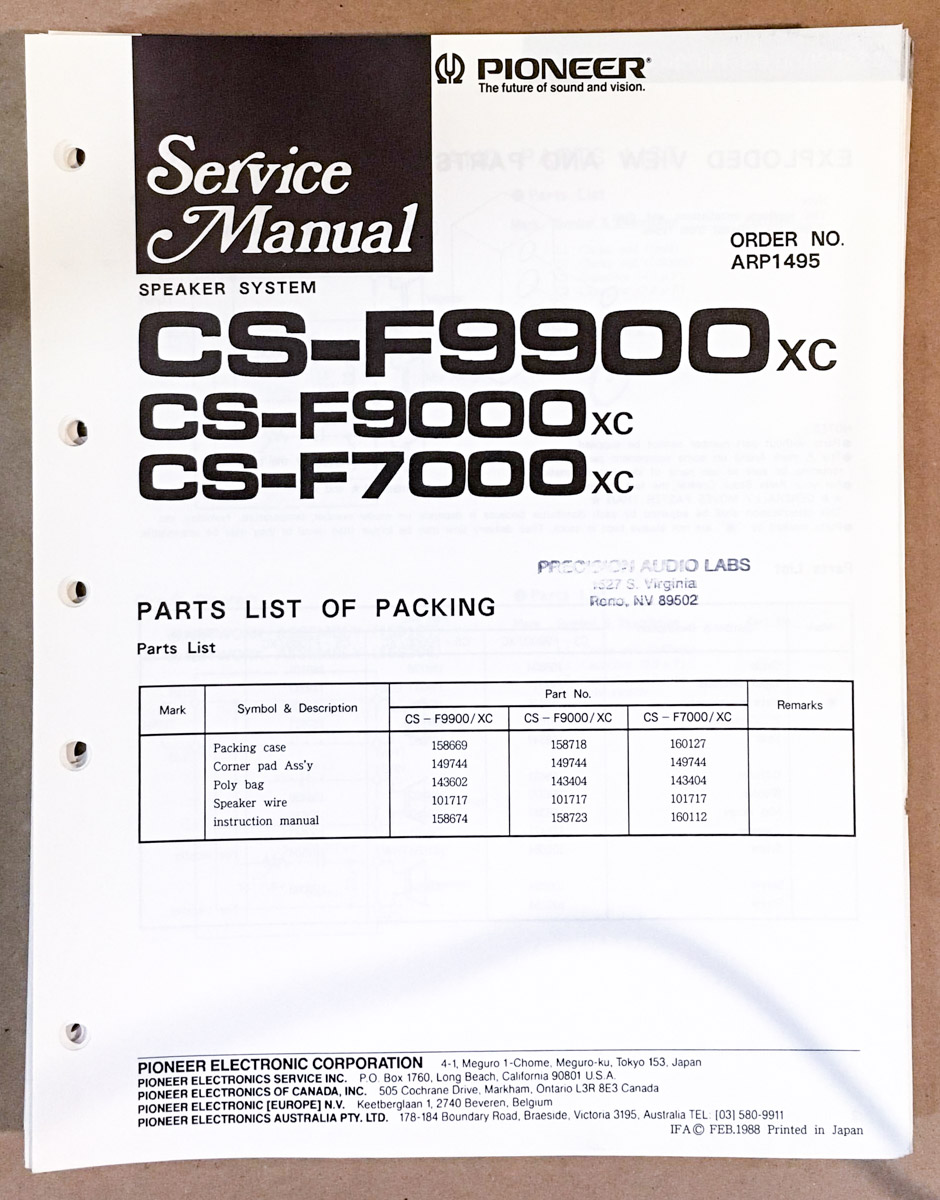 PIONEER®
The future of sound and vision.
Service
Manual
ORDER NO.
ARP1495
SPEAKER SYSTEM
CS-F9900XC
CS-F9000XC
CS-F7000XC
PRECISION AUDIO LABS
1527 S. Virginia
Reno, NV 89502
PARTS LIST OF PACKING
Parts List
Mark Symbol & Description Part No. Remarks
CS-F9900/XC CS-F9000/XC CS-F7000/XC
Packing case 158669 158718 160127
Corner pad Ass'y 149744 149744 149744
Poly bag 143602 143404 143404
Speaker wire 101717 101717 101717
instruction manual 158674 158723 160112
PIONEER ELECTRONIC CORPORATION 4-1, Meguro 1-Chome, Meguro-ku, Tokyo 153, Japan
PIONEER ELECTRONICS SERVICE INC. P.O. Box 1760, Long Beach, California 90801 U.S.A.
PIONEER ELECTRONICS OF CANADA, INC. 505 Cochrane Drive, Markham, Ontario L3R 8E3 Canada
PIONEER ELECTRONIC [EUROPE] N.V. Keetberglaan 1, 2740 Beveren, Belgium
PIONEER ELECTRONICS AUSTRALIA PTY. LTD. 178-184 Boundary Road, Braeside, Victoria 3195, Australia TEL: [03] 580-9911
IFA © FEB.1988 Printed in Japan